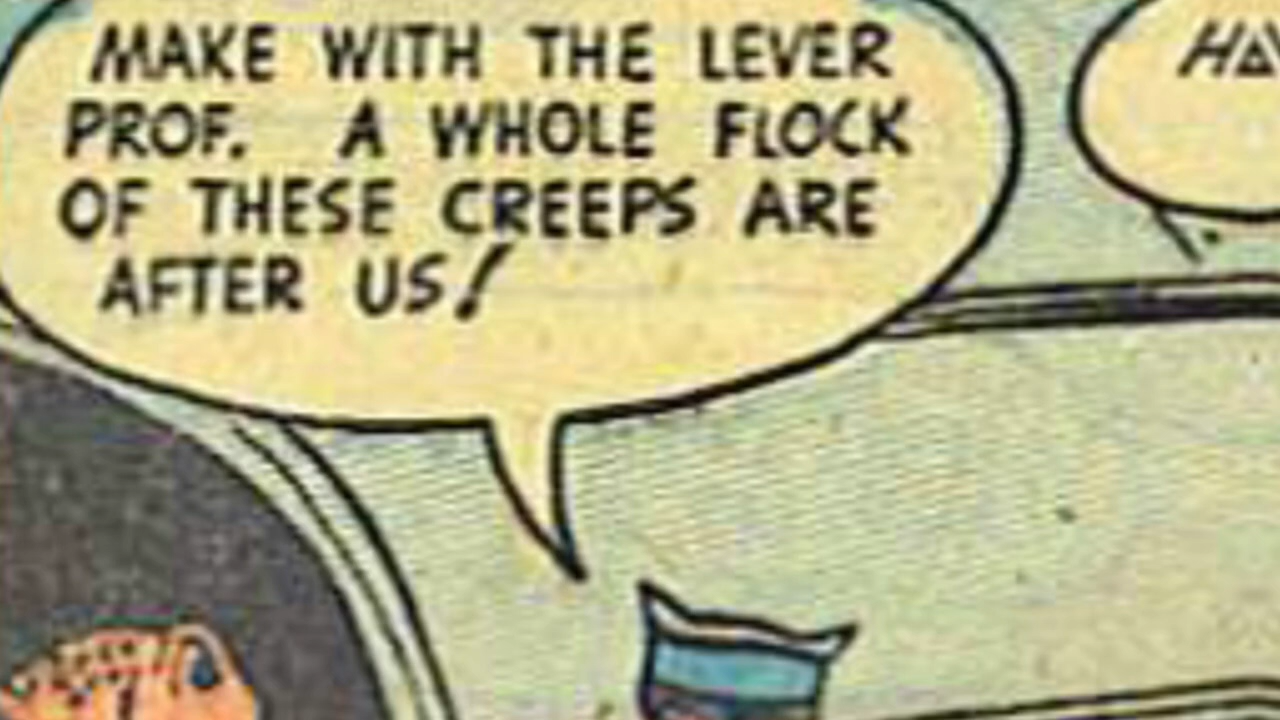 MAKE WITH THE LEVER
PROF. A WHOLE FLOCK
OF THESE CREEPS ARE
AFTER US!